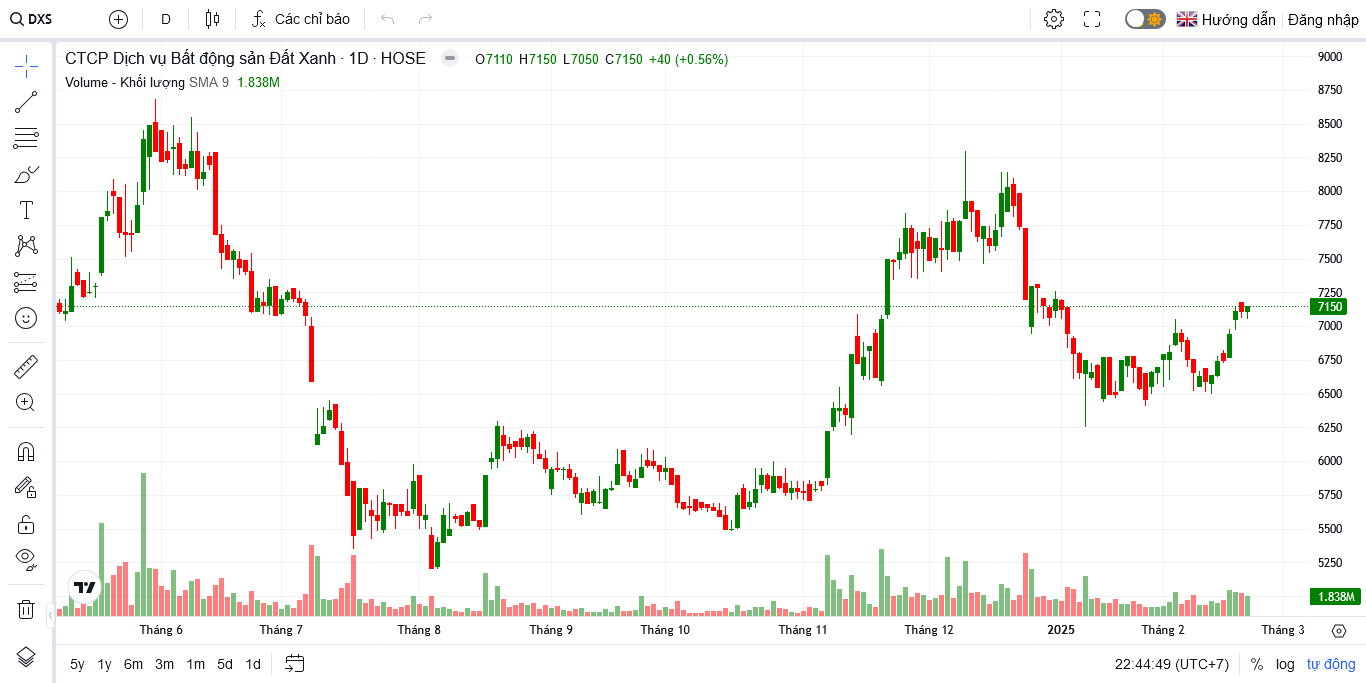 DXS D Các chỉ báo Hướng dẫn Đăng nhập
CTCP Dịch vụ Bất động sản Đất Xanh · 1D · HOSE O7110 H7150 L7050 C7150 +40 (+0.56%)
Volume - Khối lượng SMA 9 1.838M
9000
8750
8500
8250
8000
7750
7500
7250
7150
7000
6750
6500
6250
6000
5750
5500
5250
1.838M
Tháng 6 Tháng 7 Tháng 8 Tháng 9 Tháng 10 Tháng 11 Tháng 12 2025 Tháng 2 Tháng 3
5y 1y 6m 3m 1m 5d 1d 22:44:49 (UTC+7) % log tự động